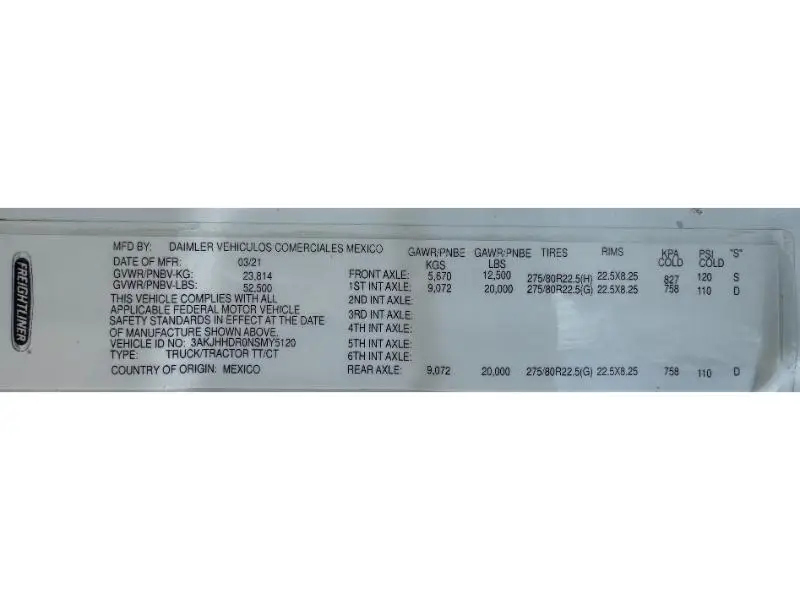 FREIGHTLINER
MFD BY: DAIMLER VEHICULOS COMERCIALES MEXICO
DATE OF MFR: 03/21
GVWR/PNBV-KG: 23,814
GVWR/PNBV-LBS: 52,500
THIS VEHICLE COMPLIES WITH ALL
APPLICABLE FEDERAL MOTOR VEHICLE
SAFETY STANDARDS IN EFFECT AT THE DATE
OF MANUFACTURE SHOWN ABOVE.
VEHICLE ID NO: 3AKJHHDR0NSMY5120
TYPE: TRUCK/TRACTOR TT/CT
COUNTRY OF ORIGIN: MEXICO
GAWR/PNBE KGS GAWR/PNBE LBS TIRES RIMS KPA COLD PSI COLD "S"
FRONT AXLE: 5,670 12,500 275/80R22.5(H) 22.5X8.25 827 120 S
1ST INT AXLE: 9,072 20,000 275/80R22.5(G) 22.5X8.25 758 110 D
2ND INT AXLE:
3RD INT AXLE:
4TH INT AXLE:
5TH INT AXLE:
6TH INT AXLE:
REAR AXLE: 9,072 20,000 275/80R22.5(G) 22.5X8.25 758 110 D